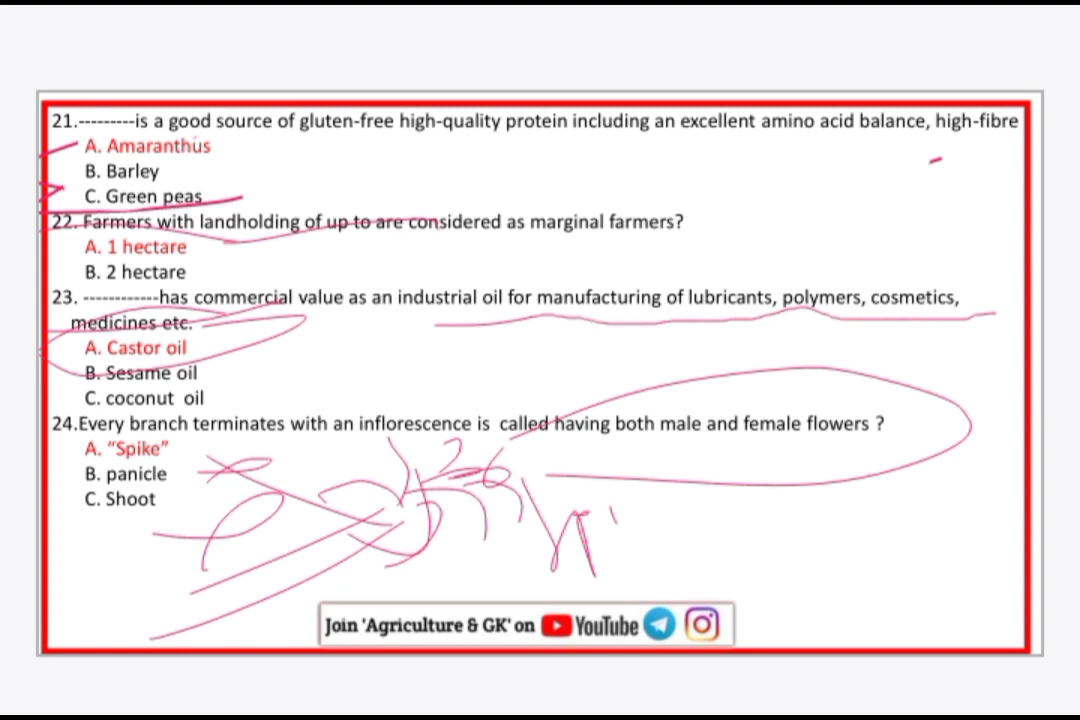 21.---------is a good source of gluten-free high-quality protein including an excellent amino acid balance, high-fibre
A. Amaranthus
B. Barley
C. Green peas
22. Farmers with landholding of up to are considered as marginal farmers?
A. 1 hectare
B. 2 hectare
23. ------------has commercial value as an industrial oil for manufacturing of lubricants, polymers, cosmetics,
medicines etc.
A. Castor oil
B. Sesame oil
C. coconut oil
24.Every branch terminates with an inflorescence is called having both male and female flowers ?
A. “Spike”
B. panicle
C. Shoot
Join 'Agriculture & GK' on YouTube